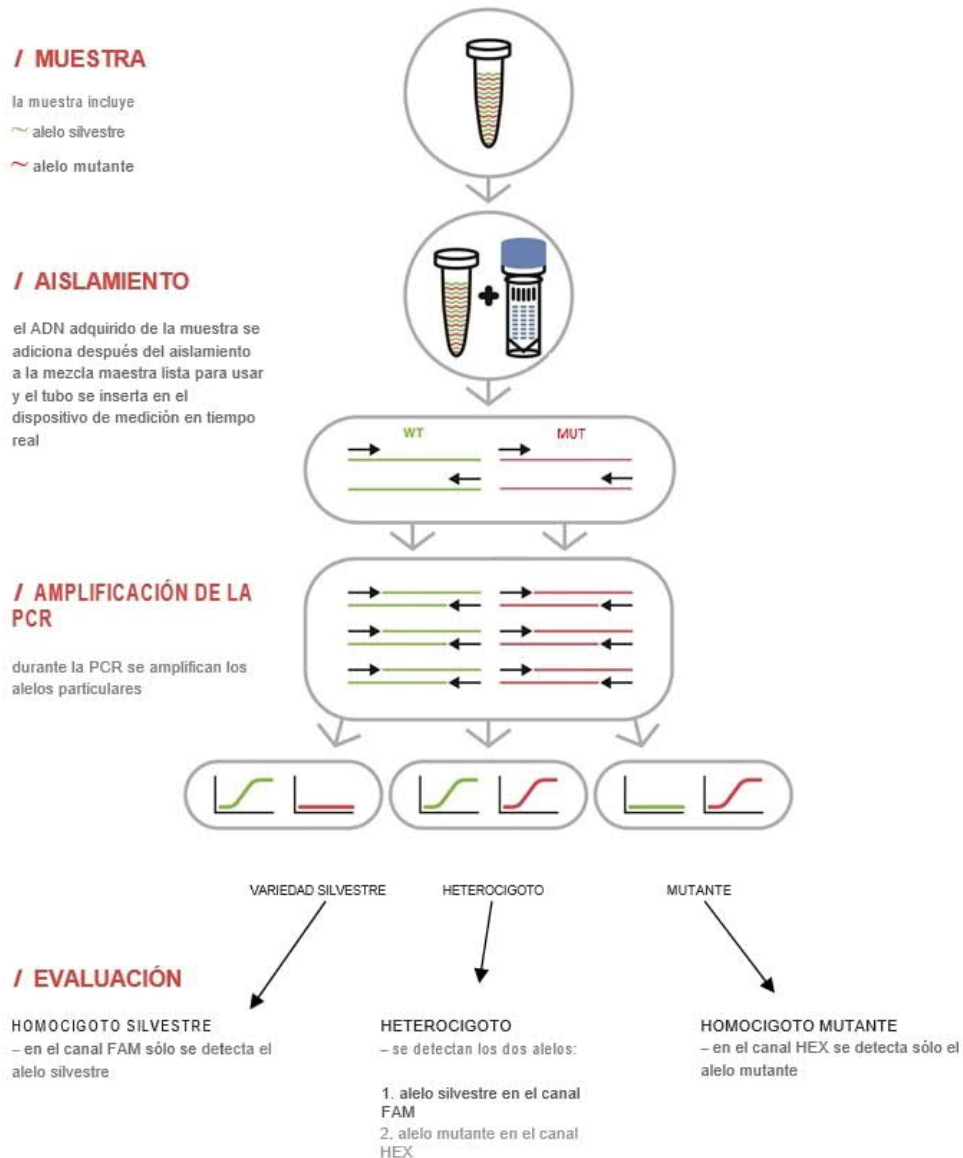 / MUESTRA
la muestra incluye
~ alelo silvestre
~ alelo mutante
/ AISLAMIENTO
el ADN adquirido de la muestra se
adiciona después del aislamiento
a la mezcla maestra lista para usar
y el tubo se inserta en el
dispositivo de medición en tiempo
real
WT
MUT
/ AMPLIFICACIÓN DE LA
PCR
durante la PCR se amplifican los
alelos particulares
VARIEDAD SILVESTRE
HETEROCIGOTO
MUTANTE
/ EVALUACIÓN
HOMOCIGOTO SILVESTRE
– en el canal FAM sólo se detecta el
alelo silvestre
HETEROCIGOTO
– se detectan los dos alelos:
1. alelo silvestre en el canal
FAM
2. alelo mutante en el canal
HEX
HOMOCIGOTO MUTANTE
– en el canal HEX se detecta sólo el
alelo mutante